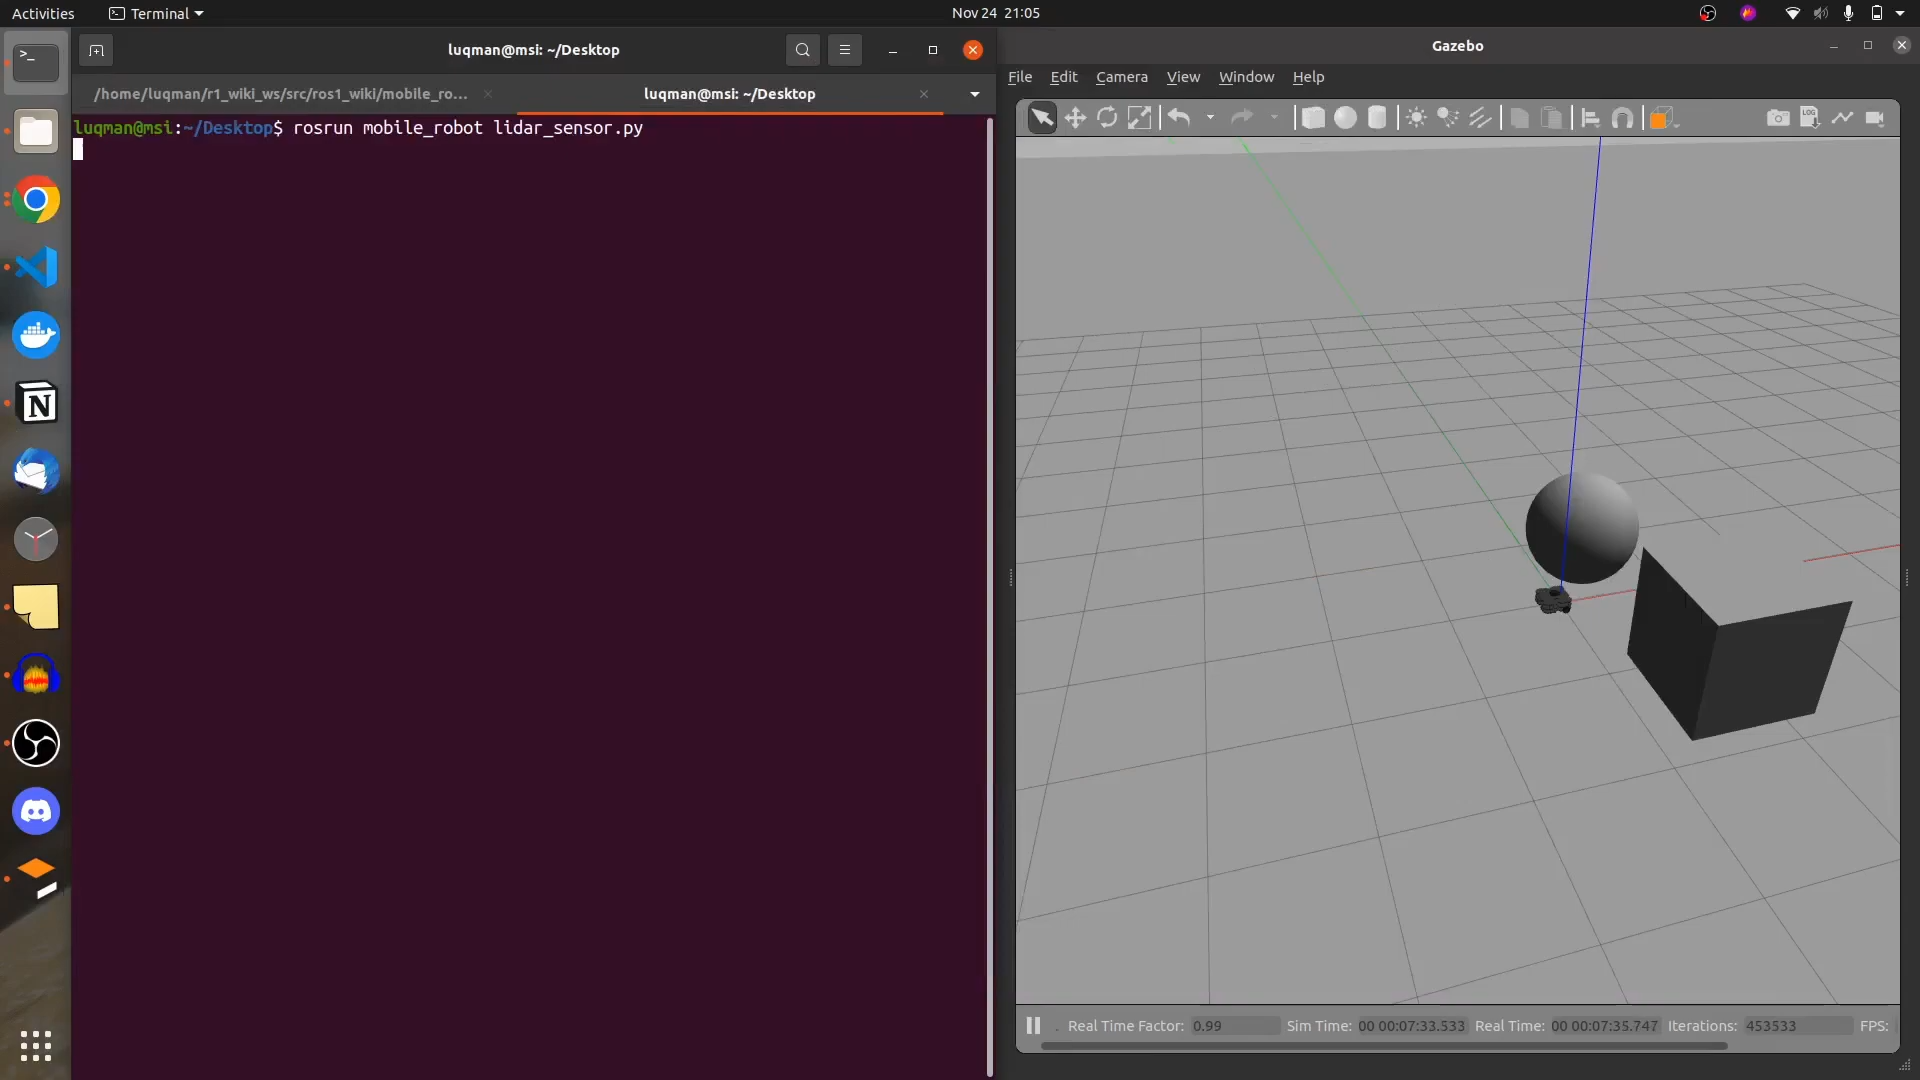 Activities
Terminal
Nov 24 21:05
luqman@msi: ~/Desktop
/home/luqman/r1_wiki_ws/src/ros1_wiki/mobile_ro...
luqman@msi: ~/Desktop
luqman@msi:~/Desktop$ rosrun mobile_robot lidar_sensor.py
Gazebo
File Edit Camera View Window Help
LOG
Real Time Factor: 0.99 Sim Time: 00 00:07:33.533 Real Time: 00 00:07:35.747 Iterations: 453533 FPS: